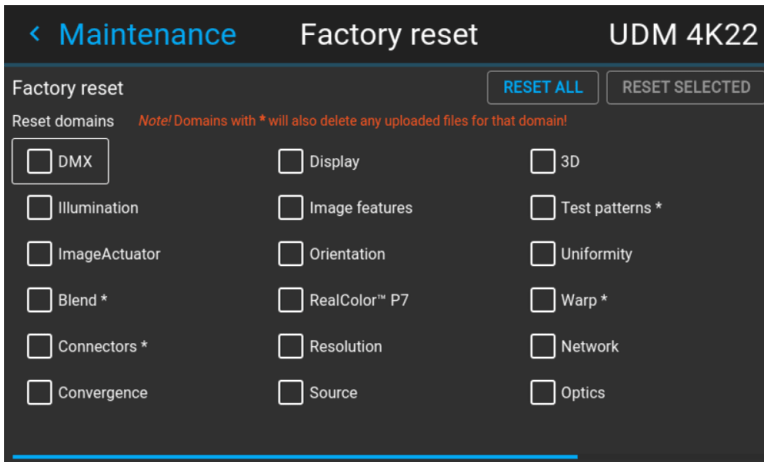 < Maintenance Factory reset UDM 4K22
Factory reset RESET ALL RESET SELECTED
Reset domains Note! Domains with * will also delete any uploaded files for that domain!
DMX Display 3D
Illumination Image features Test patterns *
ImageActuator Orientation Uniformity
Blend * RealColor™ P7 Warp *
Connectors * Resolution Network
Convergence Source Optics